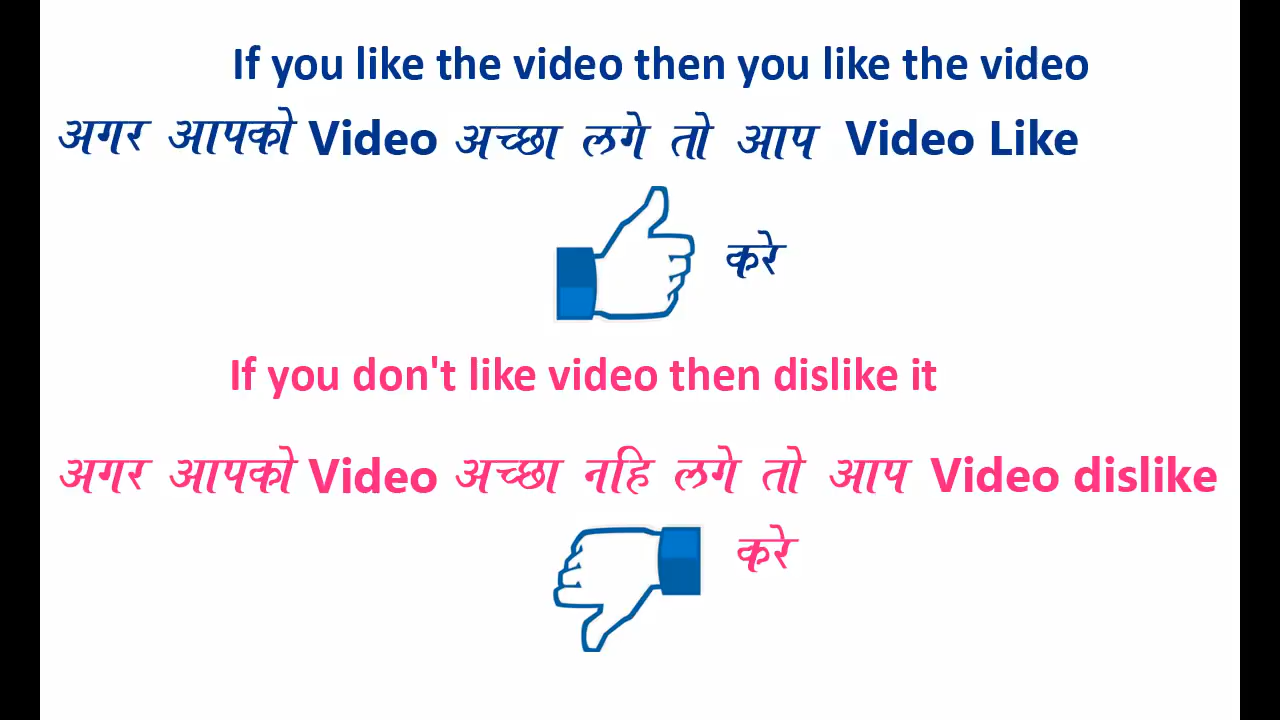 If you like the video then you like the video
अगर आपको Video अच्छा लगे तो आप Video Like
करे
If you don't like video then dislike it
अगर आपको Video अच्छा नहि लगे तो आप Video dislike
करे